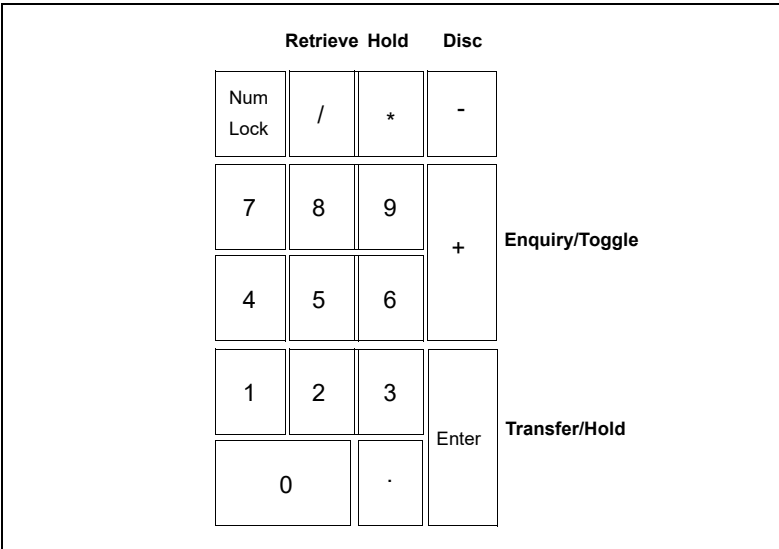 Retrieve Hold Disc
Num
Lock
/
*
-
7 8 9
+
Enquiry/Toggle
4 5 6
1 2 3
Enter
Transfer/Hold
0
.